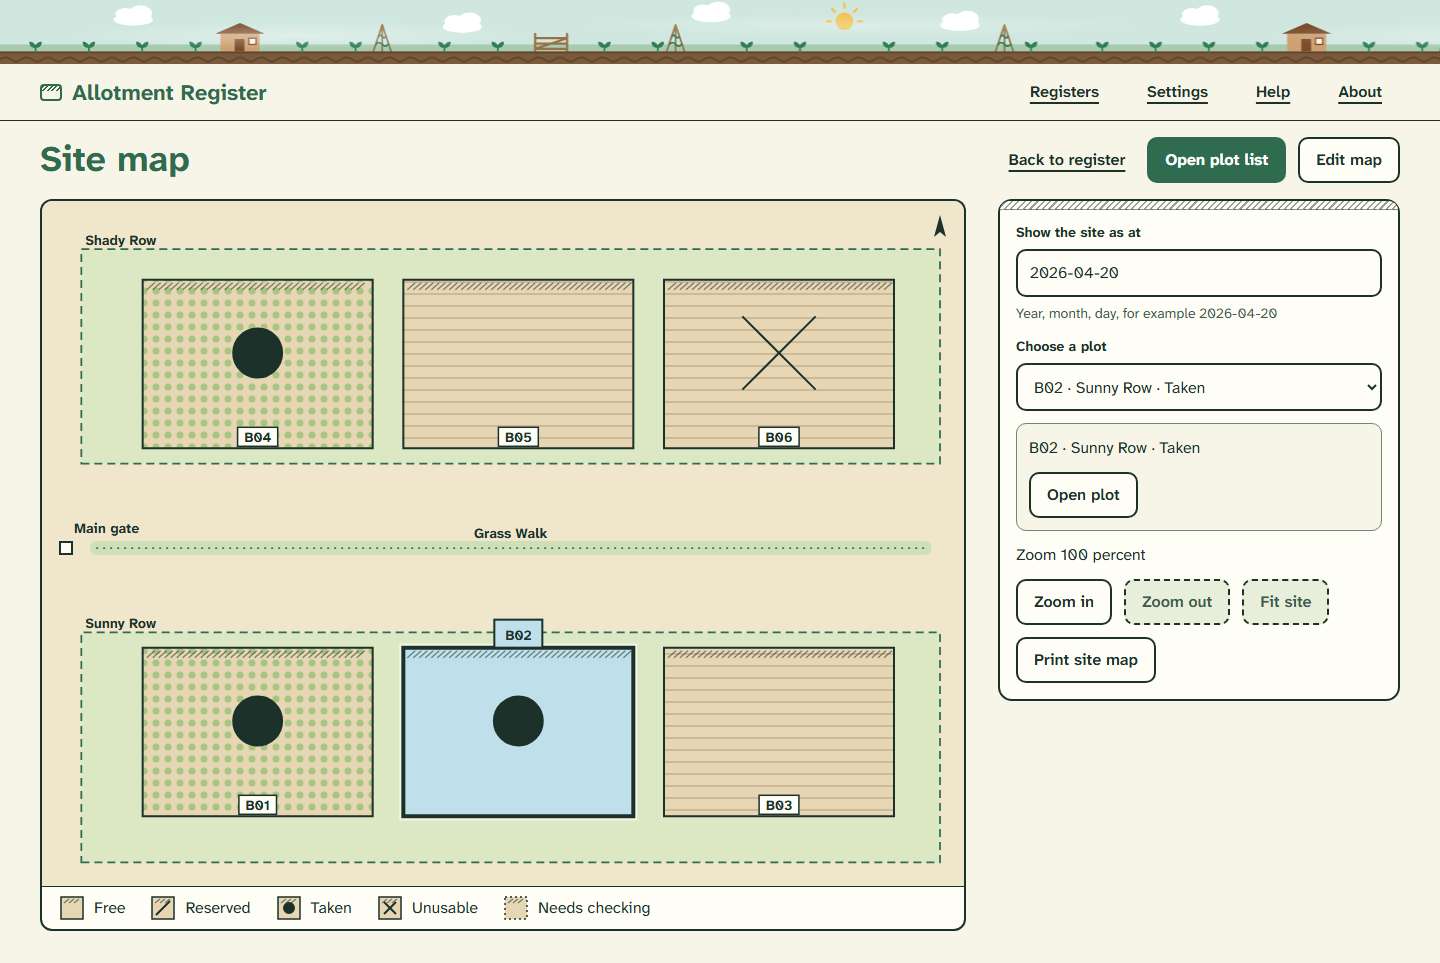 Allotment Register
Registers
Settings
Help
About
Site map
Back to register
Open plot list
Edit map
Shady Row
B04
B05
B06
Main gate
Grass Walk
Sunny Row
B02
B01
B03
Free
Reserved
Taken
Unusable
Needs checking
Show the site as at
2026-04-20
Year, month, day, for example 2026-04-20
Choose a plot
B02 · Sunny Row · Taken
B02 · Sunny Row · Taken
Open plot
Zoom 100 percent
Zoom in
Zoom out
Fit site
Print site map